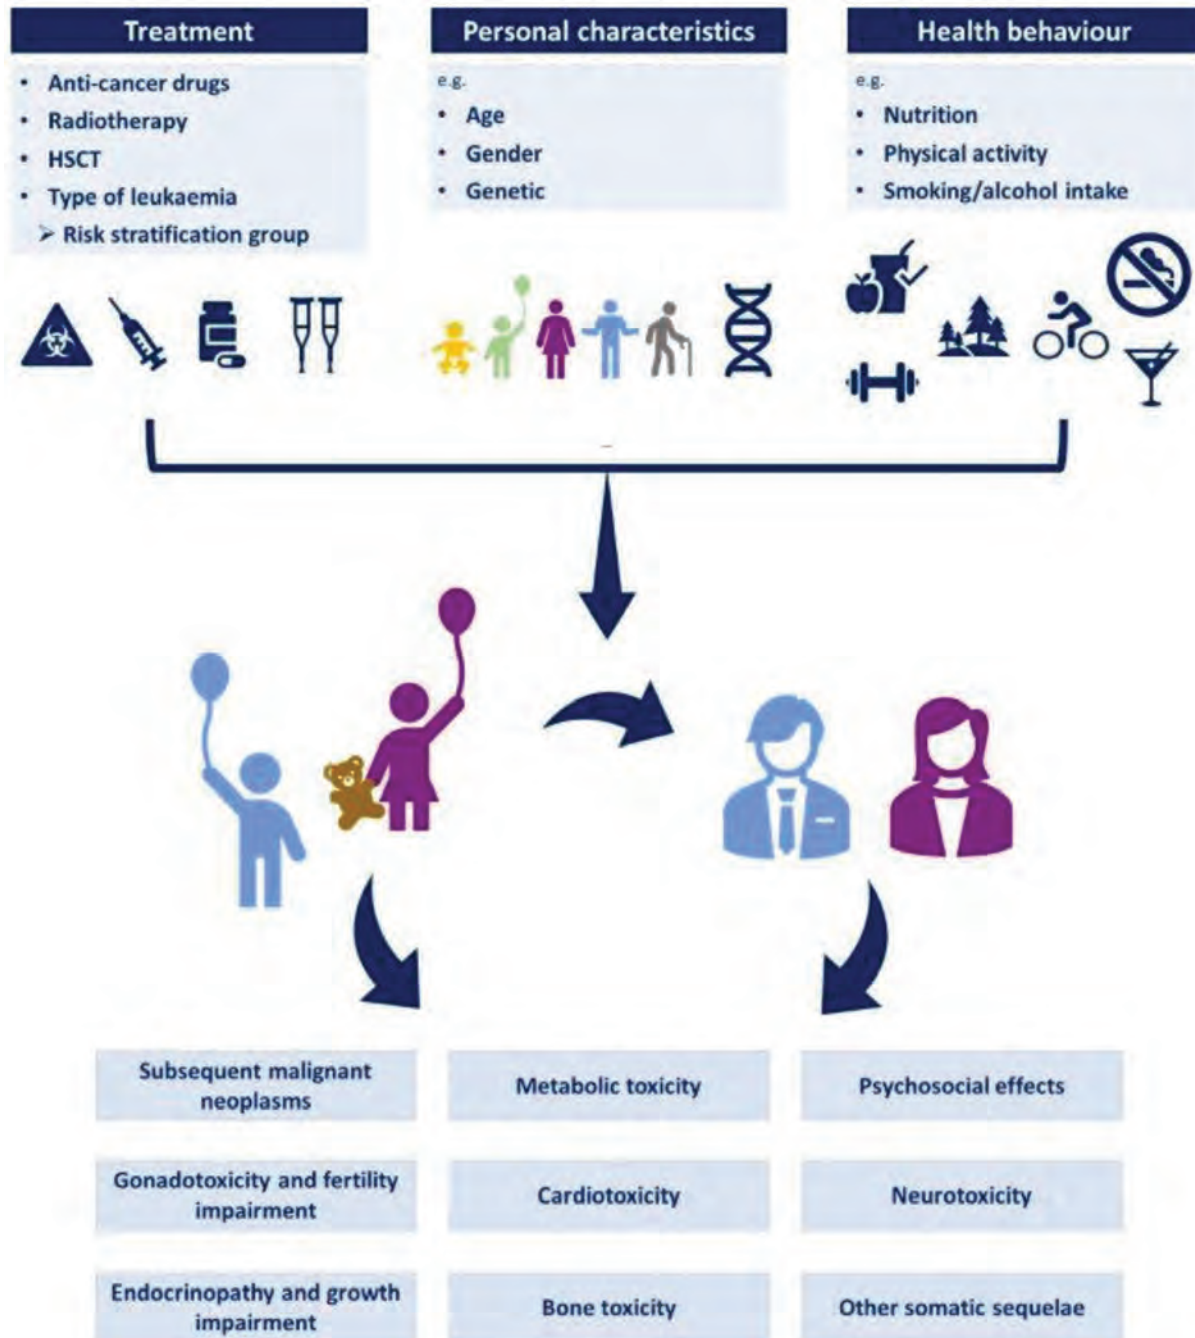 Treatment
• Anti-cancer drugs
• Radiotherapy
• HSCT
• Type of leukaemia
➢ Risk stratification group
Personal characteristics
e.g.
• Age
• Gender
• Genetic
Health behaviour
e.g.
• Nutrition
• Physical activity
• Smoking/alcohol intake
Subsequent malignant
neoplasms
Metabolic toxicity
Psychosocial effects
Gonadotoxicity and fertility
impairment
Cardiotoxicity
Neurotoxicity
Endocrinopathy and growth
impairment
Bone toxicity
Other somatic sequelae